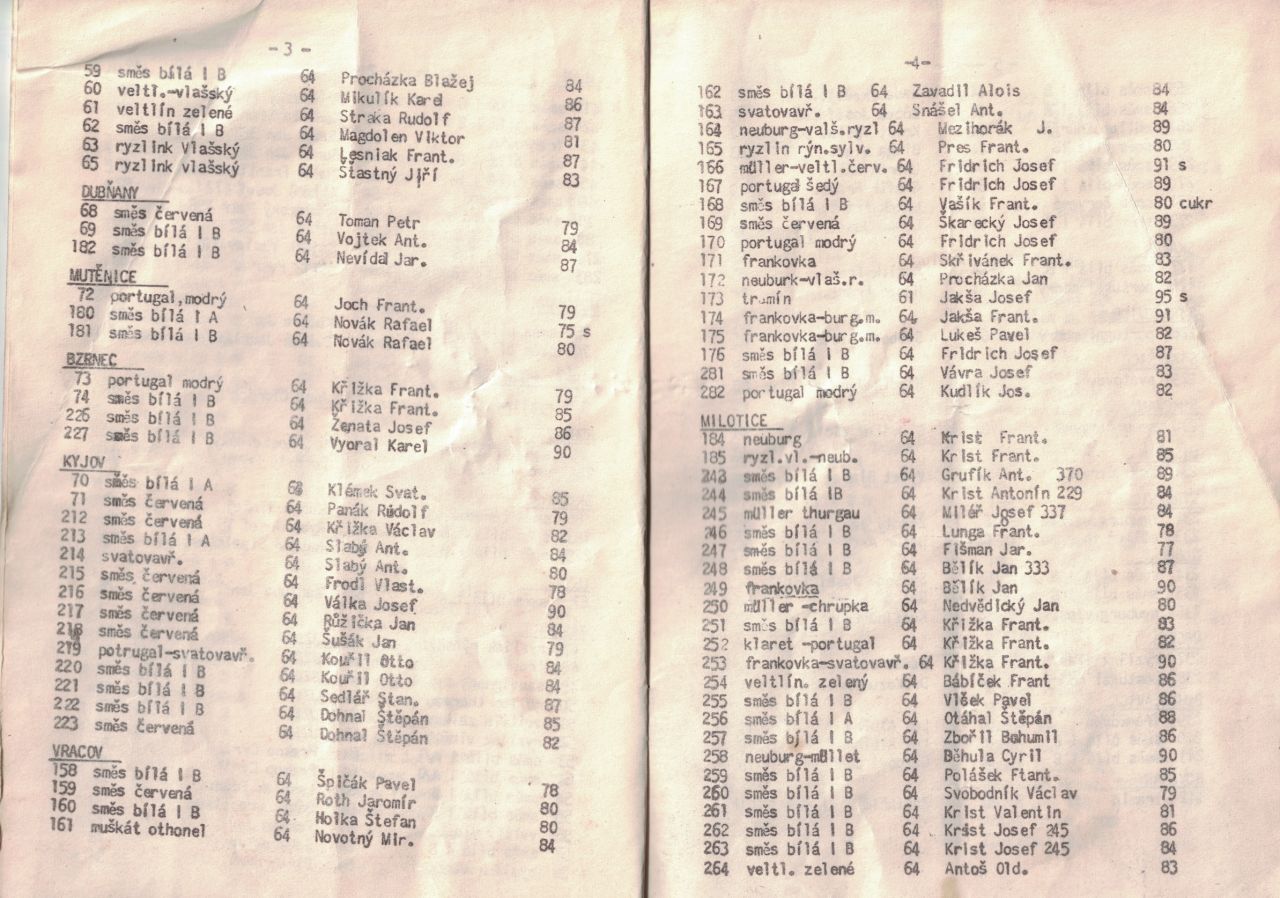 - 3 -
59 směs bílá I B 64 Procházka Blažej 84
60 veltl.-vlašský 64 Mikulík Karel 86
61 veltlín zelené 64 Straka Rudolf 87
62 směs bílá I B 64 Magdolen Viktor 81
63 ryzlink vlašský 64 Lesniak Frant. 87
65 ryzlink vlašský 64 Šťastný Jiří 83
DUBŇANY
68 směs červená 64 Toman Petr 79
69 směs bílá I B 64 Vojtek Ant. 84
182 směs bílá I B 64 Nevídal Jar. 87
MUTĚNICE
72 portugal,modrý 64 Joch Frant. 79
180 směs bílá I A 64 Novák Rafael 75 s
181 směs bílá I B 64 Novák Rafael 80
BZRNEC
73 portugal modrý 64 Křižka Frant. 79
74 směs bílá I B 64 Křižka Frant. 85
226 směs bílá I B 64 Ženata Josef 86
227 směs bílá I B 64 Vyoral Karel 90
KYJOV
70 směs bílá I A 63 Klémek Svat. 85
71 směs červená 64 Panák Rudolf 79
212 směs červená 64 Křižka Václav 82
213 směs bílá I A 64 Slabý Ant. 84
214 svatovavř. 64 Slabý Ant. 80
215 směs červená 64 Frodl Vlast. 78
216 směs červená 64 Válka Josef 90
217 směs červená 64 Růžička Jan 84
218 směs červená 64 Šušák Jan 79
219 potrugal-svatovavř. 64 Kouřil Otto 84
220 směs bílá I B 64 Kouřil Otto 84
221 směs bílá I B 64 Sedlář Stan. 87
222 směs bílá I B 64 Dohnal Štěpán 85
223 směs červená 64 Dohnal Štěpán 82
VRACOV
158 směs bílá I B 64 Špičák Pavel 78
159 směs červená 64 Roth Jaromír 80
160 směs bílá I B 64 Holka Štefan 80
161 muškát othonel 64 Novotný Mir. 84
-4-
162 směs bílá I B 64 Zavadil Alois 84
163 svatovavř. 64 Snášel Ant. 84
164 neuburg-valš.ryzl 64 Mezihorák J. 89
165 ryzlin rýn.sylv. 64 Pres Frant. 80
166 müller-veltl.červ. 64 Fridrich Josef 91 s
167 portugal šedý 64 Fridrich Josef 89
168 směs bílá I B 64 Vašík Frant. 80 cukr
169 směs červená 64 Škarecký Josef 89
170 portugal modrý 64 Fridrich Josef 80
171 frankovka 64 Skřivánek Frant. 83
172 neuburk-vlaš.r. 64 Procházka Jan 82
173 tramín 61 Jakša Josef 95 s
174 frankovka-burg.m. 64 Jakša Frant. 91
175 frankovka-burg.m. 64 Lukeš Pavel 82
176 směs bílá I B 64 Fridrich Josef 87
281 směs bílá I B 64 Vávra Josef 83
282 portugal modrý 64 Kudlík Jos. 82
MILOTICE
184 neuburg 64 Krist Frant. 81
185 ryzl.vl.-neub. 64 Krist Frant. 85
243 směs bílá I B 64 Grufík Ant. 370 89
244 směs bílá IB 64 Krist Antonín 229 84
245 müller thurgau 64 Milář Josef 337 84
246 směs bílá I B 64 Lunga Frant. 78
247 směs bílá I B 64 Fišman Jar. 77
248 směs bílá I B 64 Bělík Jan 333 87
249 frankovka 64 Bělík Jan 90
250 müller -chrupka 64 Nedvědický Jan 80
251 směs bílá I B 64 Křižka Frant. 83
252 klaret -portugal 64 Křižka Frant. 82
253 frankovka-svatovavř. 64 Křižka Frant. 90
254 veltlín. zelený 64 Bábíček Frant 86
255 směs bílá I B 64 Vlšek Pavel 86
256 směs bílá I A 64 Otáhal Štěpán 88
257 směs bílá I B 64 Zbořil Bohumil 86
258 neuburg-müllet 64 Běhula Cyril 90
259 směs bílá I B 64 Polášek Ftant. 85
260 směs bílá I B 64 Svobodník Václav 79
261 směs bílá I B 64 Krist Valentin 81
262 směs bílá I B 64 Krist Josef 245 86
263 směs bílá I B 64 Krist Josef 245 84
264 veltl. zelené 64 Antoš Old. 83